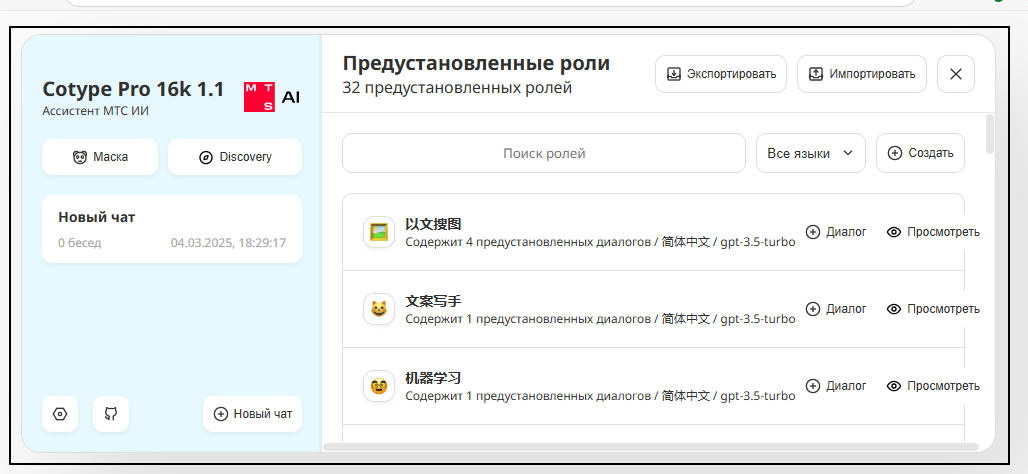 Cotype Pro 16k 1.1
Ассистент МТС ИИ
M T S AI
Маска
Discovery
Новый чат
0 бесед
04.03.2025, 18:29:17
Новый чат
Предустановленные роли
32 предустановленных ролей
Экспортировать
Импортировать
Поиск ролей
Все языки
Создать
以文搜图
Содержит 4 предустановленных диалогов / 简体中文 / gpt-3.5-turbo
Диалог
Просмотреть
文案写手
Содержит 1 предустановленных диалогов / 简体中文 / gpt-3.5-turbo
Диалог
Просмотреть
机器学习
Содержит 1 предустановленных диалогов / 简体中文 / gpt-3.5-turbo
Диалог
Просмотреть